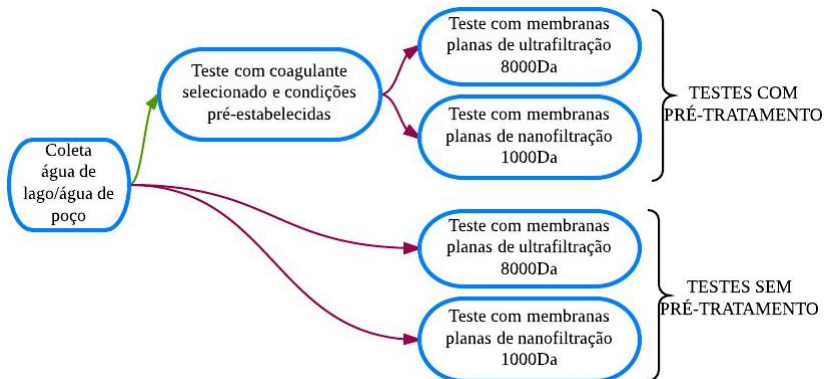 Coleta
água de
lago/água de
poço
Teste com coagulante
selecionado e condições
pré-estabelecidas
Teste com membranas
planas de ultrafiltração
8000Da
Teste com membranas
planas de nanofiltração
1000Da
TESTES COM
PRÉ-TRATAMENTO
Teste com membranas
planas de ultrafiltração
8000Da
Teste com membranas
planas de nanofiltração
1000Da
TESTES SEM
PRÉ-TRATAMENTO